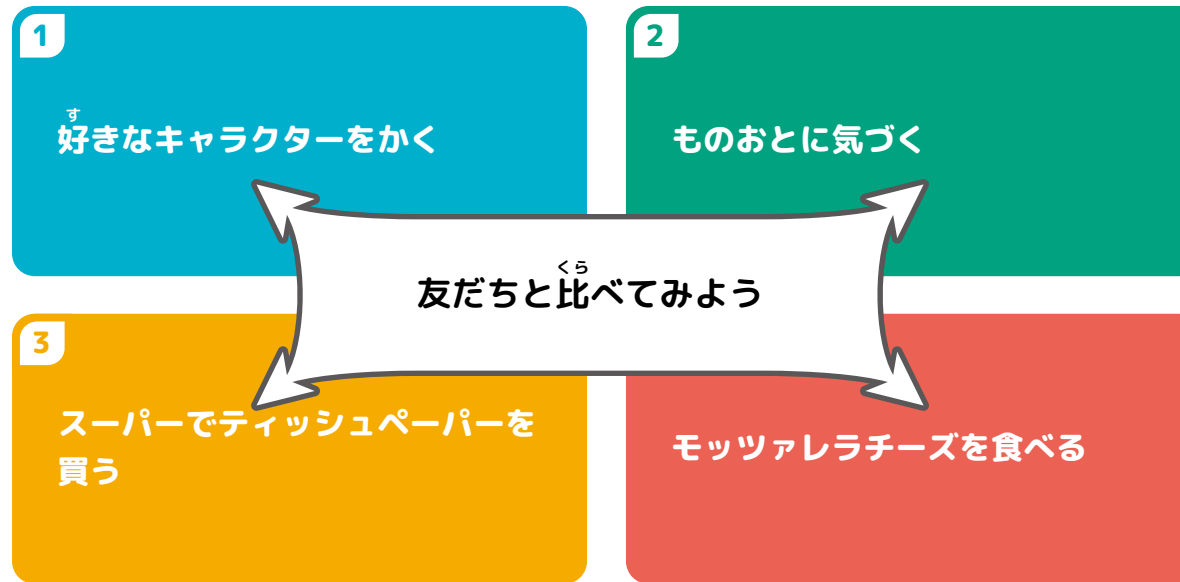 1
好きなキャラクターをかく
す
2
ものおとに気づく
友だちと比べてみよう
くら
3
スーパーでティッシュペーパーを
買う
モッツァレラチーズを食べる